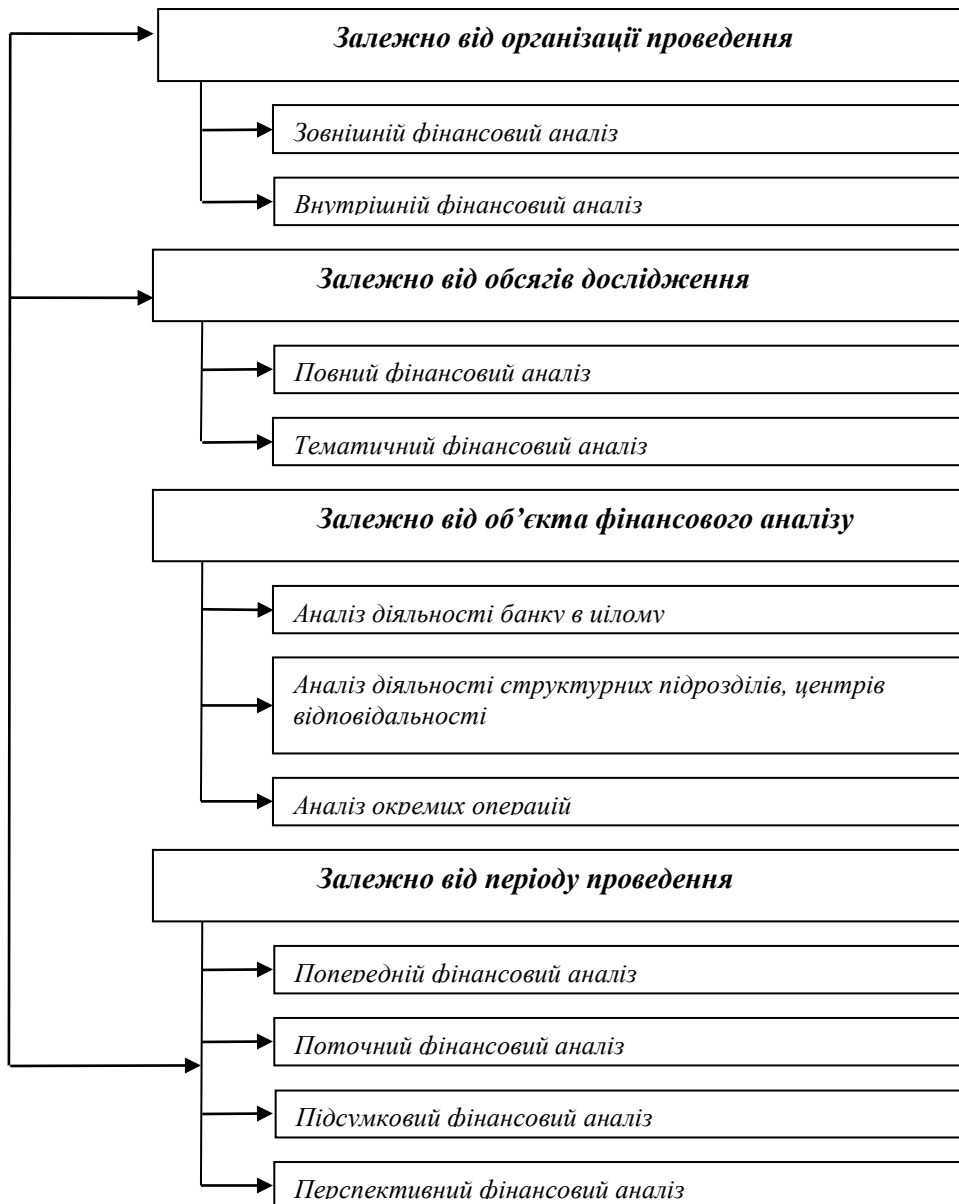 Залежно від організації проведення
Зовнішній фінансовий аналіз
Внутрішній фінансовий аналіз
Залежно від обсягів дослідження
Повний фінансовий аналіз
Тематичний фінансовий аналіз
Залежно від об’єкта фінансового аналізу
Аналіз діяльності банку в цілому
Аналіз діяльності структурних підрозділів, центрів
відповідальності
Аналіз окремих операцій
Залежно від періоду проведення
Попередній фінансовий аналіз
Поточний фінансовий аналіз
Підсумковий фінансовий аналіз
Перспективний фінансовий аналіз